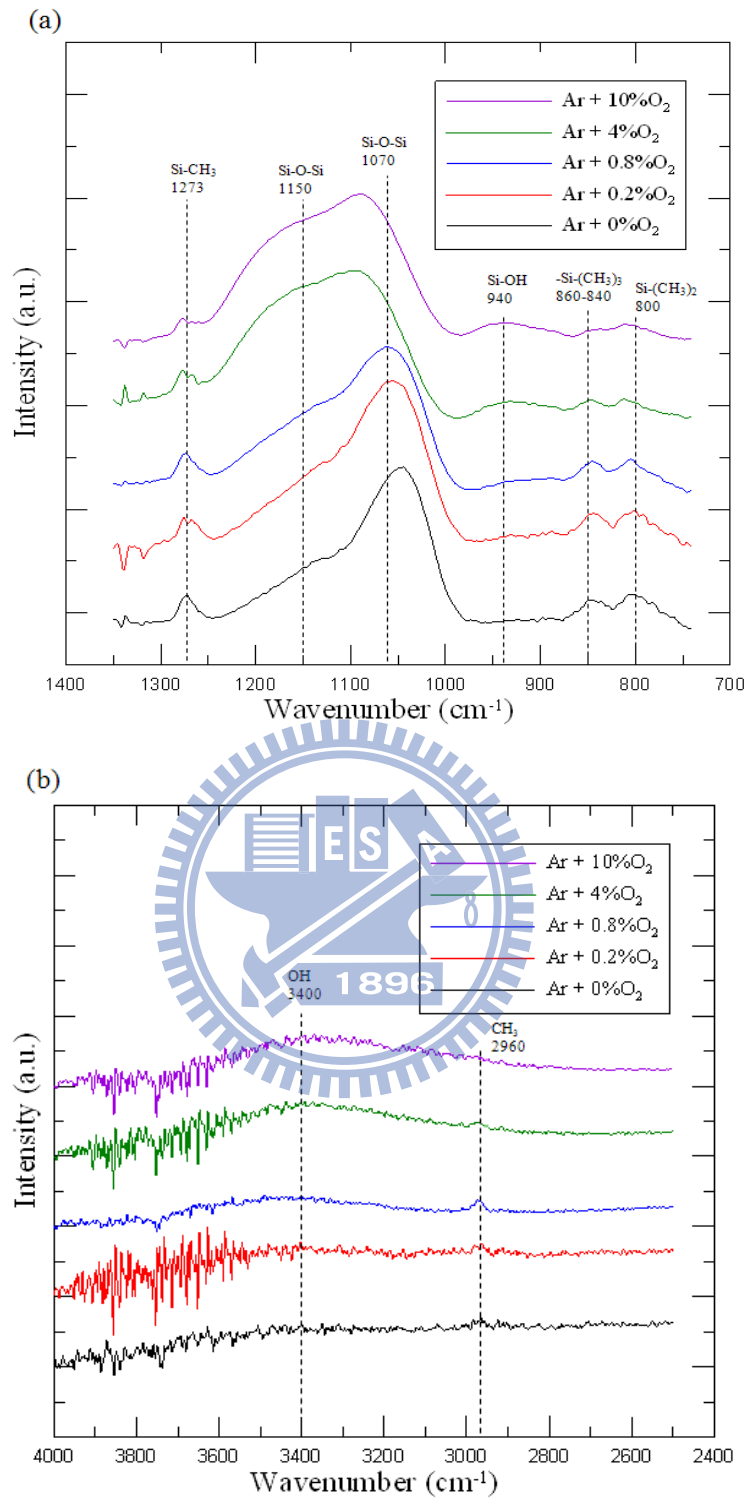 (a)
Ar + 10%O₂
Ar + 4%O₂
Ar + 0.8%O₂
Ar + 0.2%O₂
Ar + 0%O₂
Si-CH₃
1273
Si-O-Si
1150
Si-O-Si
1070
Si-OH
940
-Si-(CH₃)₃
860-840
Si-(CH₃)₂
800
Intensity (a.u.)
1400 1300 1200 1100 1000 900 800 700
Wavenumber (cm⁻¹)
(b)
Ar + 10%O₂
Ar + 4%O₂
Ar + 0.8%O₂
Ar + 0.2%O₂
Ar + 0%O₂
E S A
1896
OH
3400
CH₃
2960
Intensity (a.u.)
4000 3800 3600 3400 3200 3000 2800 2600 2400
Wavenumber (cm⁻¹)